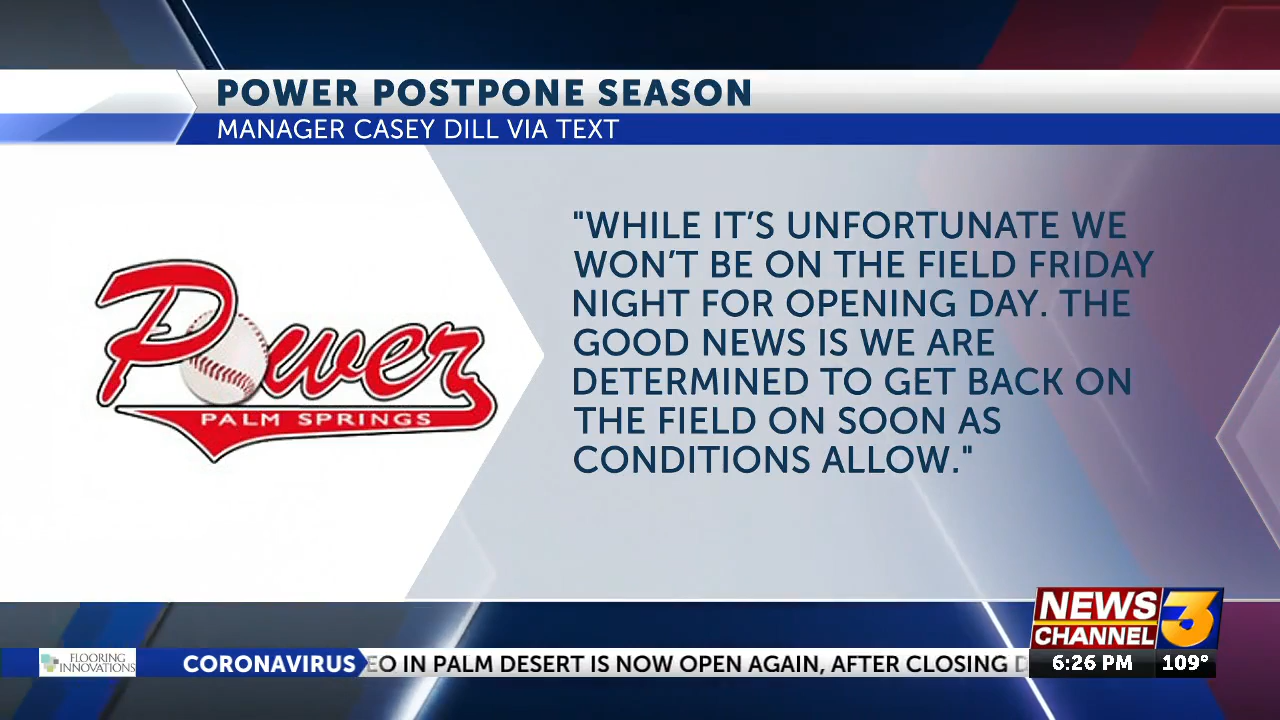 POWER POSTPONE SEASON
MANAGER CASEY DILL VIA TEXT
"WHILE IT’S UNFORTUNATE WE
WON’T BE ON THE FIELD FRIDAY
NIGHT FOR OPENING DAY. THE
GOOD NEWS IS WE ARE
DETERMINED TO GET BACK ON
THE FIELD ON SOON AS
CONDITIONS ALLOW."
Power
PALM SPRINGS
NEWS
CHANNEL 3
FLOORING
INNOVATIONS
CORONAVIRUS
EO IN PALM DESERT IS NOW OPEN AGAIN, AFTER CLOSING D
6:26 PM 109°